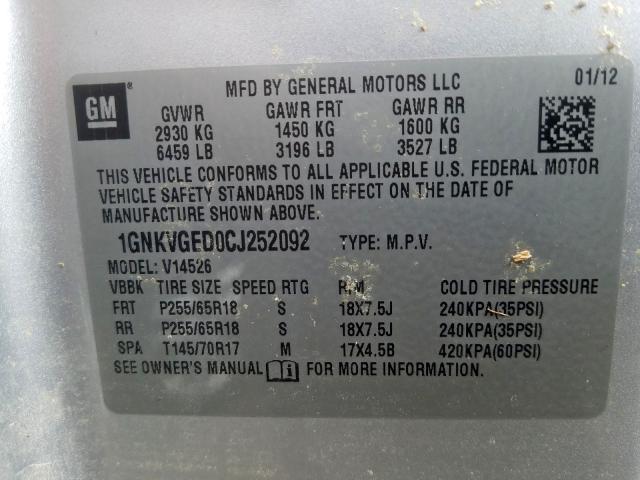 GM
MFD BY GENERAL MOTORS LLC 01/12
GVWR GAWR FRT GAWR RR
2930 KG 1450 KG 1600 KG
6459 LB 3196 LB 3527 LB
THIS VEHICLE CONFORMS TO ALL APPLICABLE U.S. FEDERAL MOTOR
VEHICLE SAFETY STANDARDS IN EFFECT ON THE DATE OF
MANUFACTURE SHOWN ABOVE.
1GNKVGED0CJ252092 TYPE: M.P.V.
MODEL: V14526
VBBK TIRE SIZE SPEED RTG RIM COLD TIRE PRESSURE
FRT P255/65R18 S 18X7.5J 240KPA(35PSI)
RR P255/65R18 S 18X7.5J 240KPA(35PSI)
SPA T145/70R17 M 17X4.5B 420KPA(60PSI)
SEE OWNER'S MANUAL FOR MORE INFORMATION.